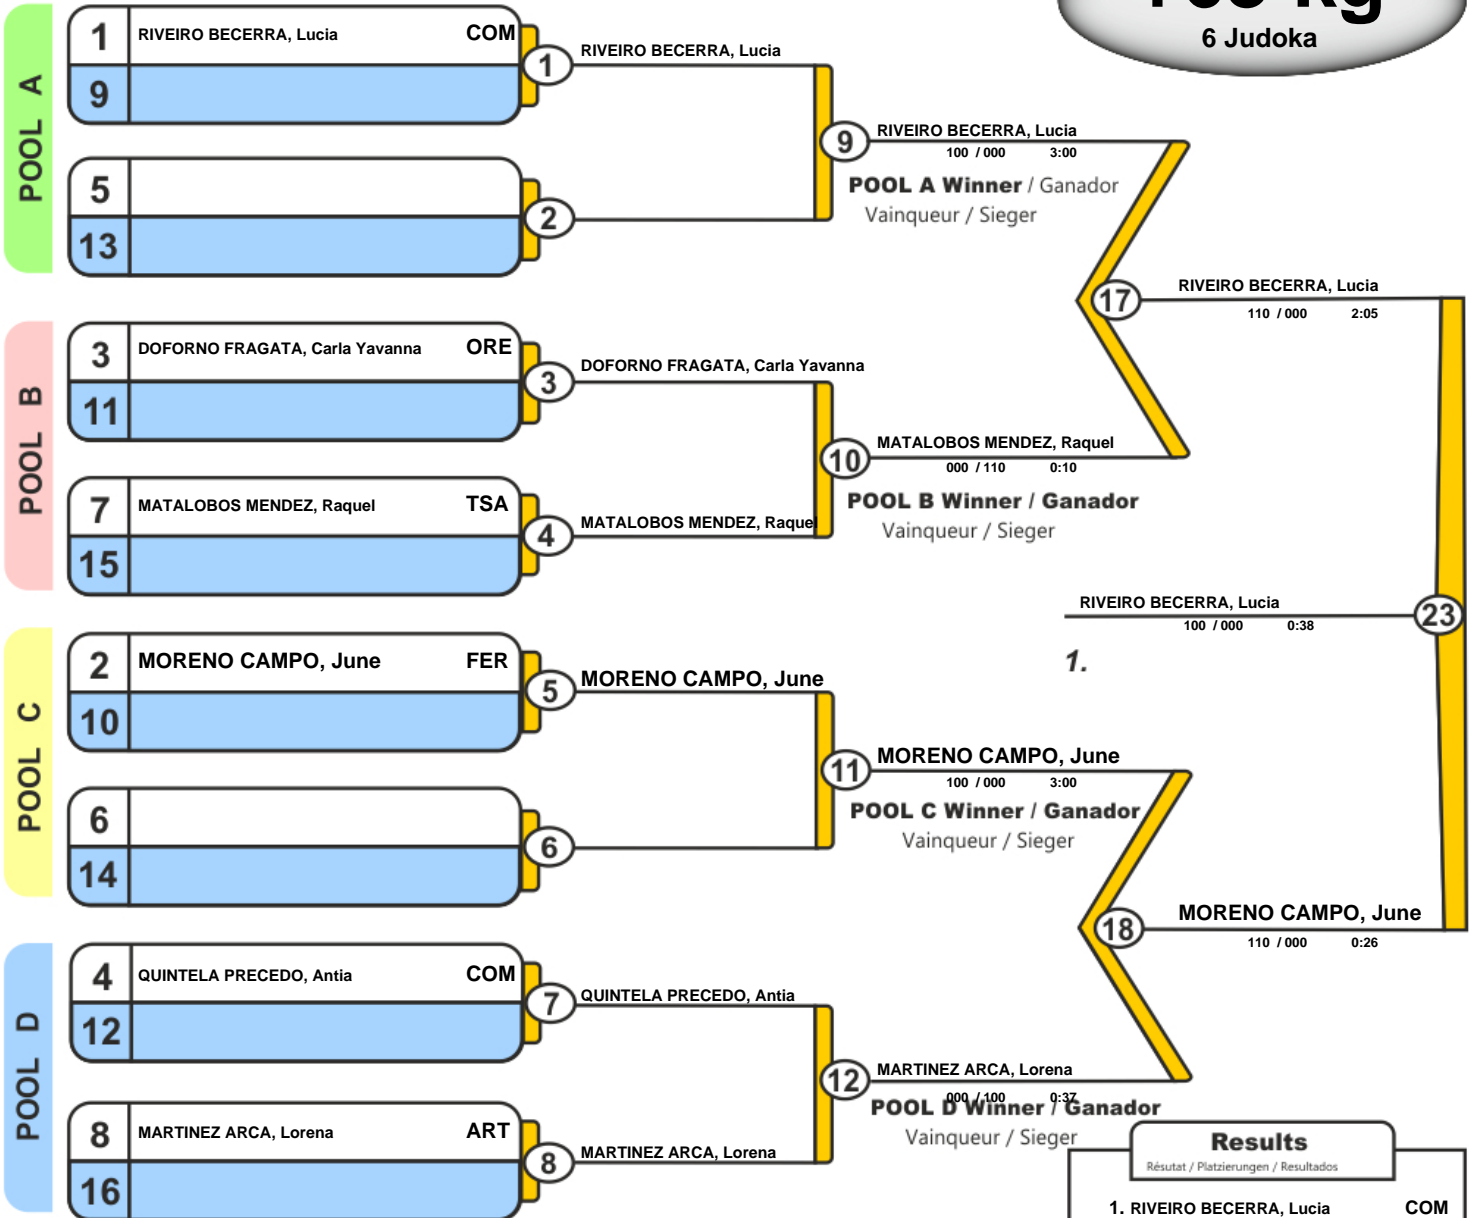 6 Judoka
POOL A
1 RIVEIRO BECERRA, Lucia COM
9
5
13
1 RIVEIRO BECERRA, Lucia
2
9 RIVEIRO BECERRA, Lucia
100 / 000 3:00
POOL A Winner / Ganador
Vainqueur / Sieger
POOL B
3 DOFORNO FRAGATA, Carla Yavanna ORE
11
7 MATALOBOS MENDEZ, Raquel TSA
15
3 DOFORNO FRAGATA, Carla Yavanna
4 MATALOBOS MENDEZ, Raquel
10 MATALOBOS MENDEZ, Raquel
000 / 110 0:10
POOL B Winner / Ganador
Vainqueur / Sieger
17 RIVEIRO BECERRA, Lucia
110 / 000 2:05
RIVEIRO BECERRA, Lucia 23
100 / 000 0:38
1.
POOL C
2 MORENO CAMPO, June FER
10
6
14
5 MORENO CAMPO, June
6
11 MORENO CAMPO, June
100 / 000 3:00
POOL C Winner / Ganador
Vainqueur / Sieger
POOL D
4 QUINTELA PRECEDO, Antia COM
12
8 MARTINEZ ARCA, Lorena ART
16
7 QUINTELA PRECEDO, Antia
8 MARTINEZ ARCA, Lorena
12 MARTINEZ ARCA, Lorena
000 / 100 0:37
POOL D Winner / Ganador
Vainqueur / Sieger
18 MORENO CAMPO, June
110 / 000 0:26
Results
Résutat / Platzierungen / Resultados
1. RIVEIRO BECERRA, Lucia COM